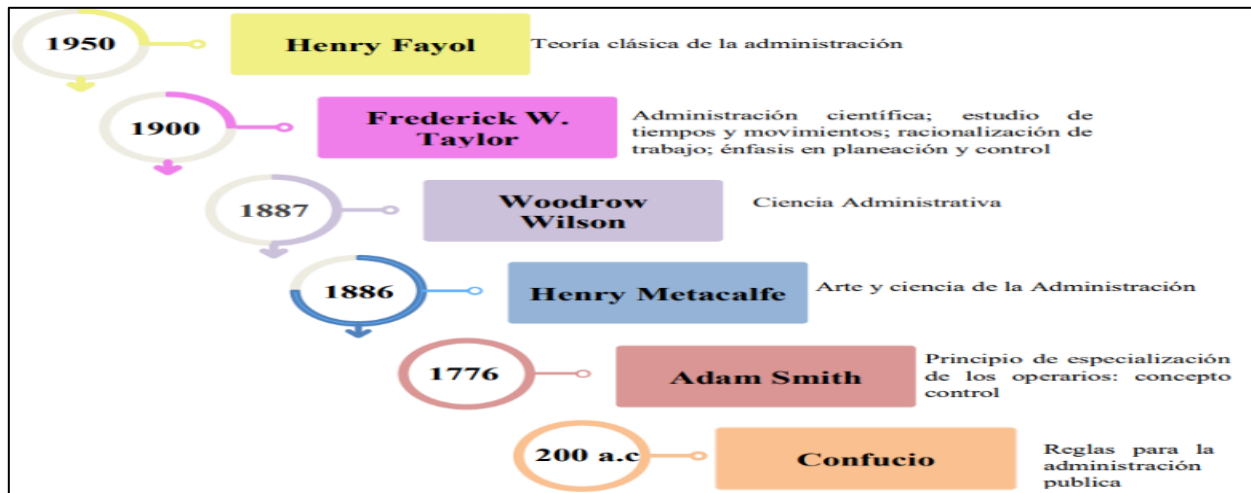 1950
Henry Fayol
Teoría clásica de la administración
1900
Frederick W.
Taylor
Administración científica; estudio de
tiempos y movimientos; racionalización de
trabajo; énfasis en planeación y control
1887
Woodrow
Wilson
Ciencia Administrativa
1886
Henry Metacalfe
Arte y ciencia de la Administración
1776
Adam Smith
Principio de especialización
de los operarios: concepto
control
200 a.c
Confucio
Reglas para la
administración
publica